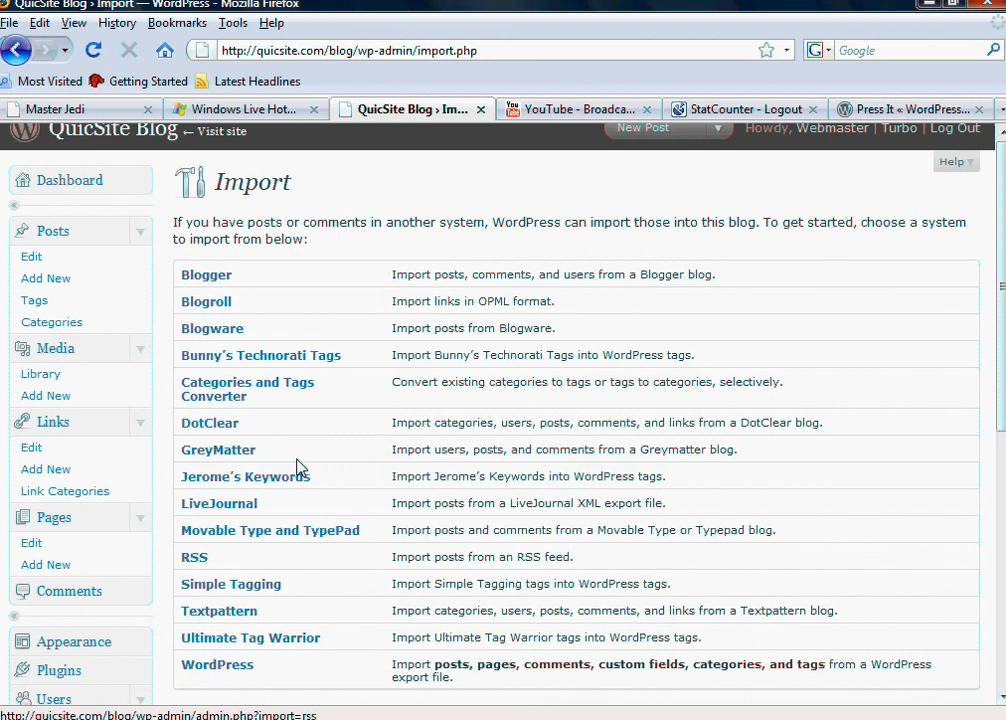 QuicSite Blog › Import — WordPress - Mozilla Firefox
File Edit View History Bookmarks Tools Help
http://quicsite.com/blog/wp-admin/import.php
G Google
Most Visited Getting Started Latest Headlines
Master Jedi Windows Live Hot... QuicSite Blog › Im... YouTube - Broadca... StatCounter - Logout Press It « WordPress...
QuicSite Blog ← Visit site New Post Howdy, Webmaster | Turbo | Log Out
Help
Dashboard
Posts
Edit
Add New
Tags
Categories
Media
Library
Add New
Links
Edit
Add New
Link Categories
Pages
Edit
Add New
Comments
Appearance
Plugins
Users
Import
If you have posts or comments in another system, WordPress can import those into this blog. To get started, choose a system
to import from below:
Blogger Import posts, comments, and users from a Blogger blog.
Blogroll Import links in OPML format.
Blogware Import posts from Blogware.
Bunny’s Technorati Tags Import Bunny’s Technorati Tags into WordPress tags.
Categories and Tags Convert existing categories to tags or tags to categories, selectively.
Converter
DotClear Import categories, users, posts, comments, and links from a DotClear blog.
GreyMatter Import users, posts, and comments from a Greymatter blog.
Jerome’s Keywords Import Jerome’s Keywords into WordPress tags.
LiveJournal Import posts from a LiveJournal XML export file.
Movable Type and TypePad Import posts and comments from a Movable Type or Typepad blog.
RSS Import posts from an RSS feed.
Simple Tagging Import Simple Tagging tags into WordPress tags.
Textpattern Import categories, users, posts, comments, and links from a Textpattern blog.
Ultimate Tag Warrior Import Ultimate Tag Warrior tags into WordPress tags.
WordPress Import posts, pages, comments, custom fields, categories, and tags from a WordPress
export file.
http://quicsite.com/blog/wp-admin/admin.php?import=rss